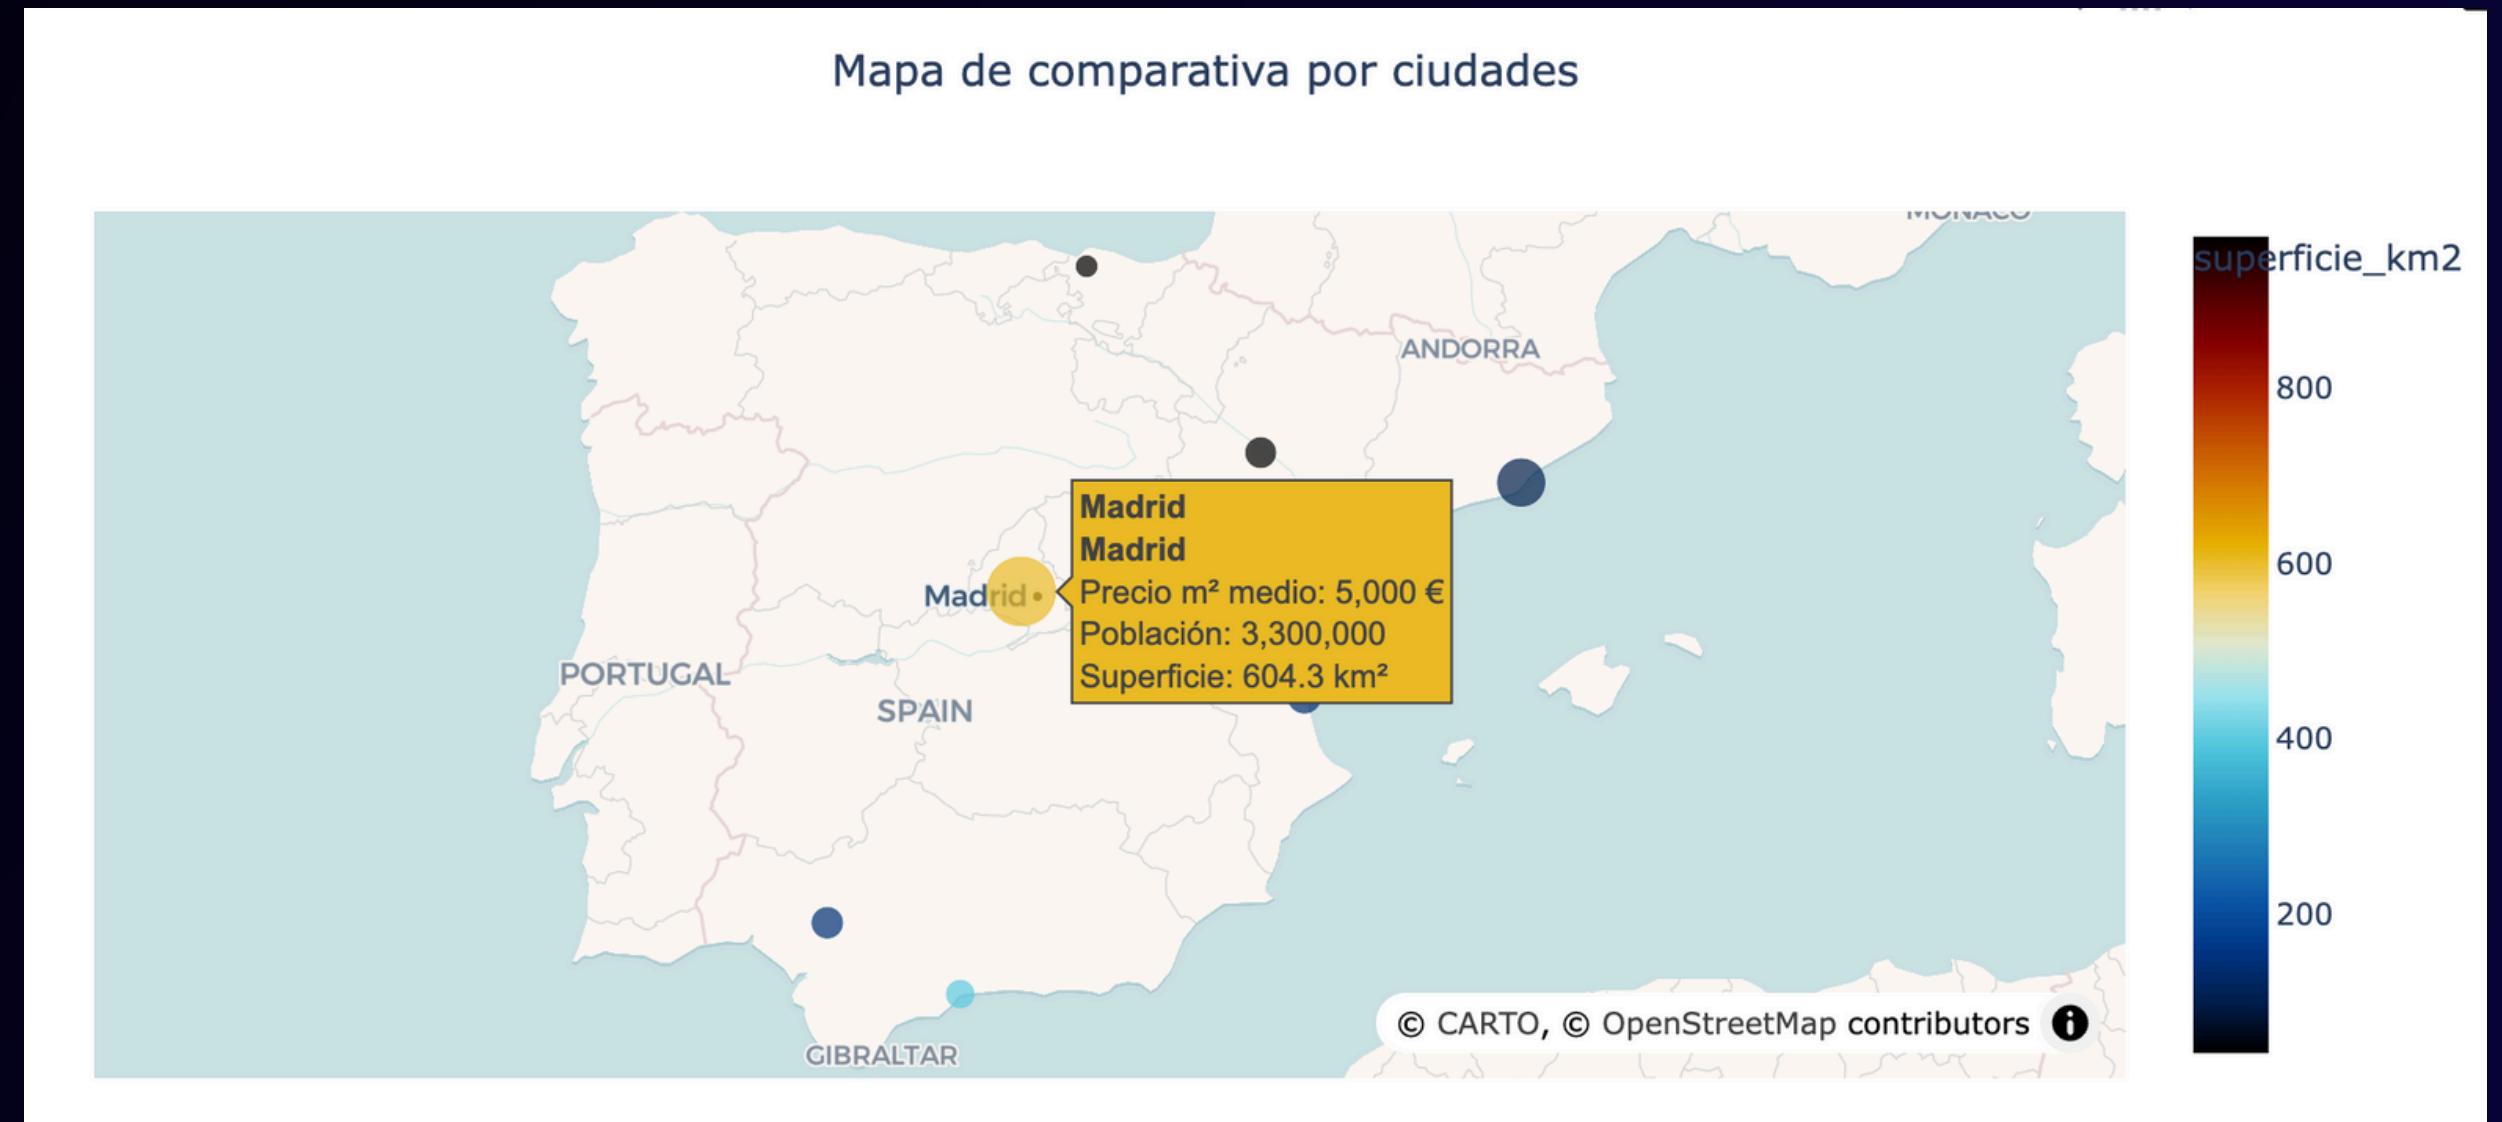 Mapa de comparativa por ciudades
MONACO
superficie_km2
ANDORRA
800
Madrid
Madrid
Precio m² medio: 5,000 €
Población: 3,300,000
Superficie: 604.3 km²
Madrid
600
PORTUGAL
SPAIN
400
200
© CARTO, © OpenStreetMap contributors
GIBRALTAR